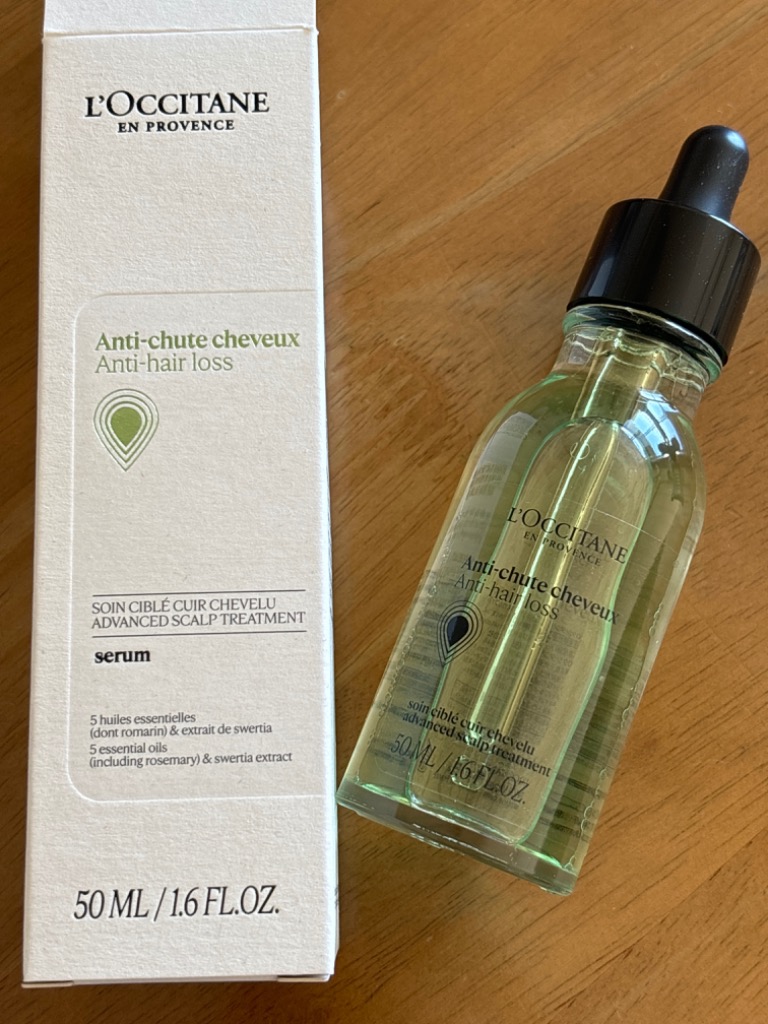 L'OCCITANE
EN PROVENCE
Anti-chute cheveux
Anti-hair loss
SOIN CIBLÉ CUIR CHEVELU
ADVANCED SCALP TREATMENT
serum
5 huiles essentielles
(dont romarin) & extrait de swertia
5 essential oils
(including rosemary) & swertia extract
50 ML / 1.6 FL.OZ.
L'OCCITANE
EN PROVENCE
Anti-chute cheveux
Anti-hair loss
soin ciblé cuir chevelu
advanced scalp treatment
50 ML / 1.6 FL.OZ.